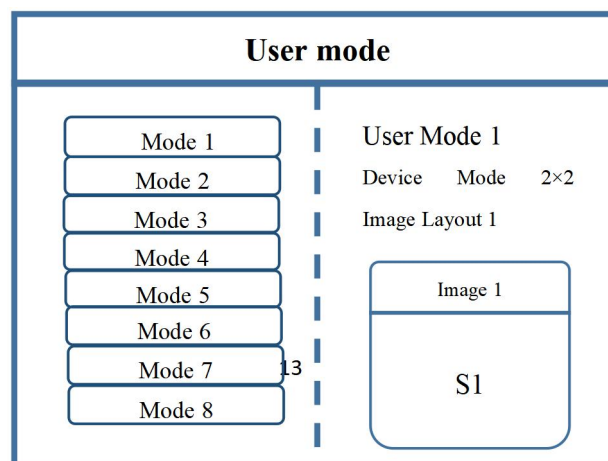 User mode
Mode 1
Mode 2
Mode 3
Mode 4
Mode 5
Mode 6
Mode 7
13
Mode 8
User Mode 1
Device Mode 2×2
Image Layout 1
Image 1
S1